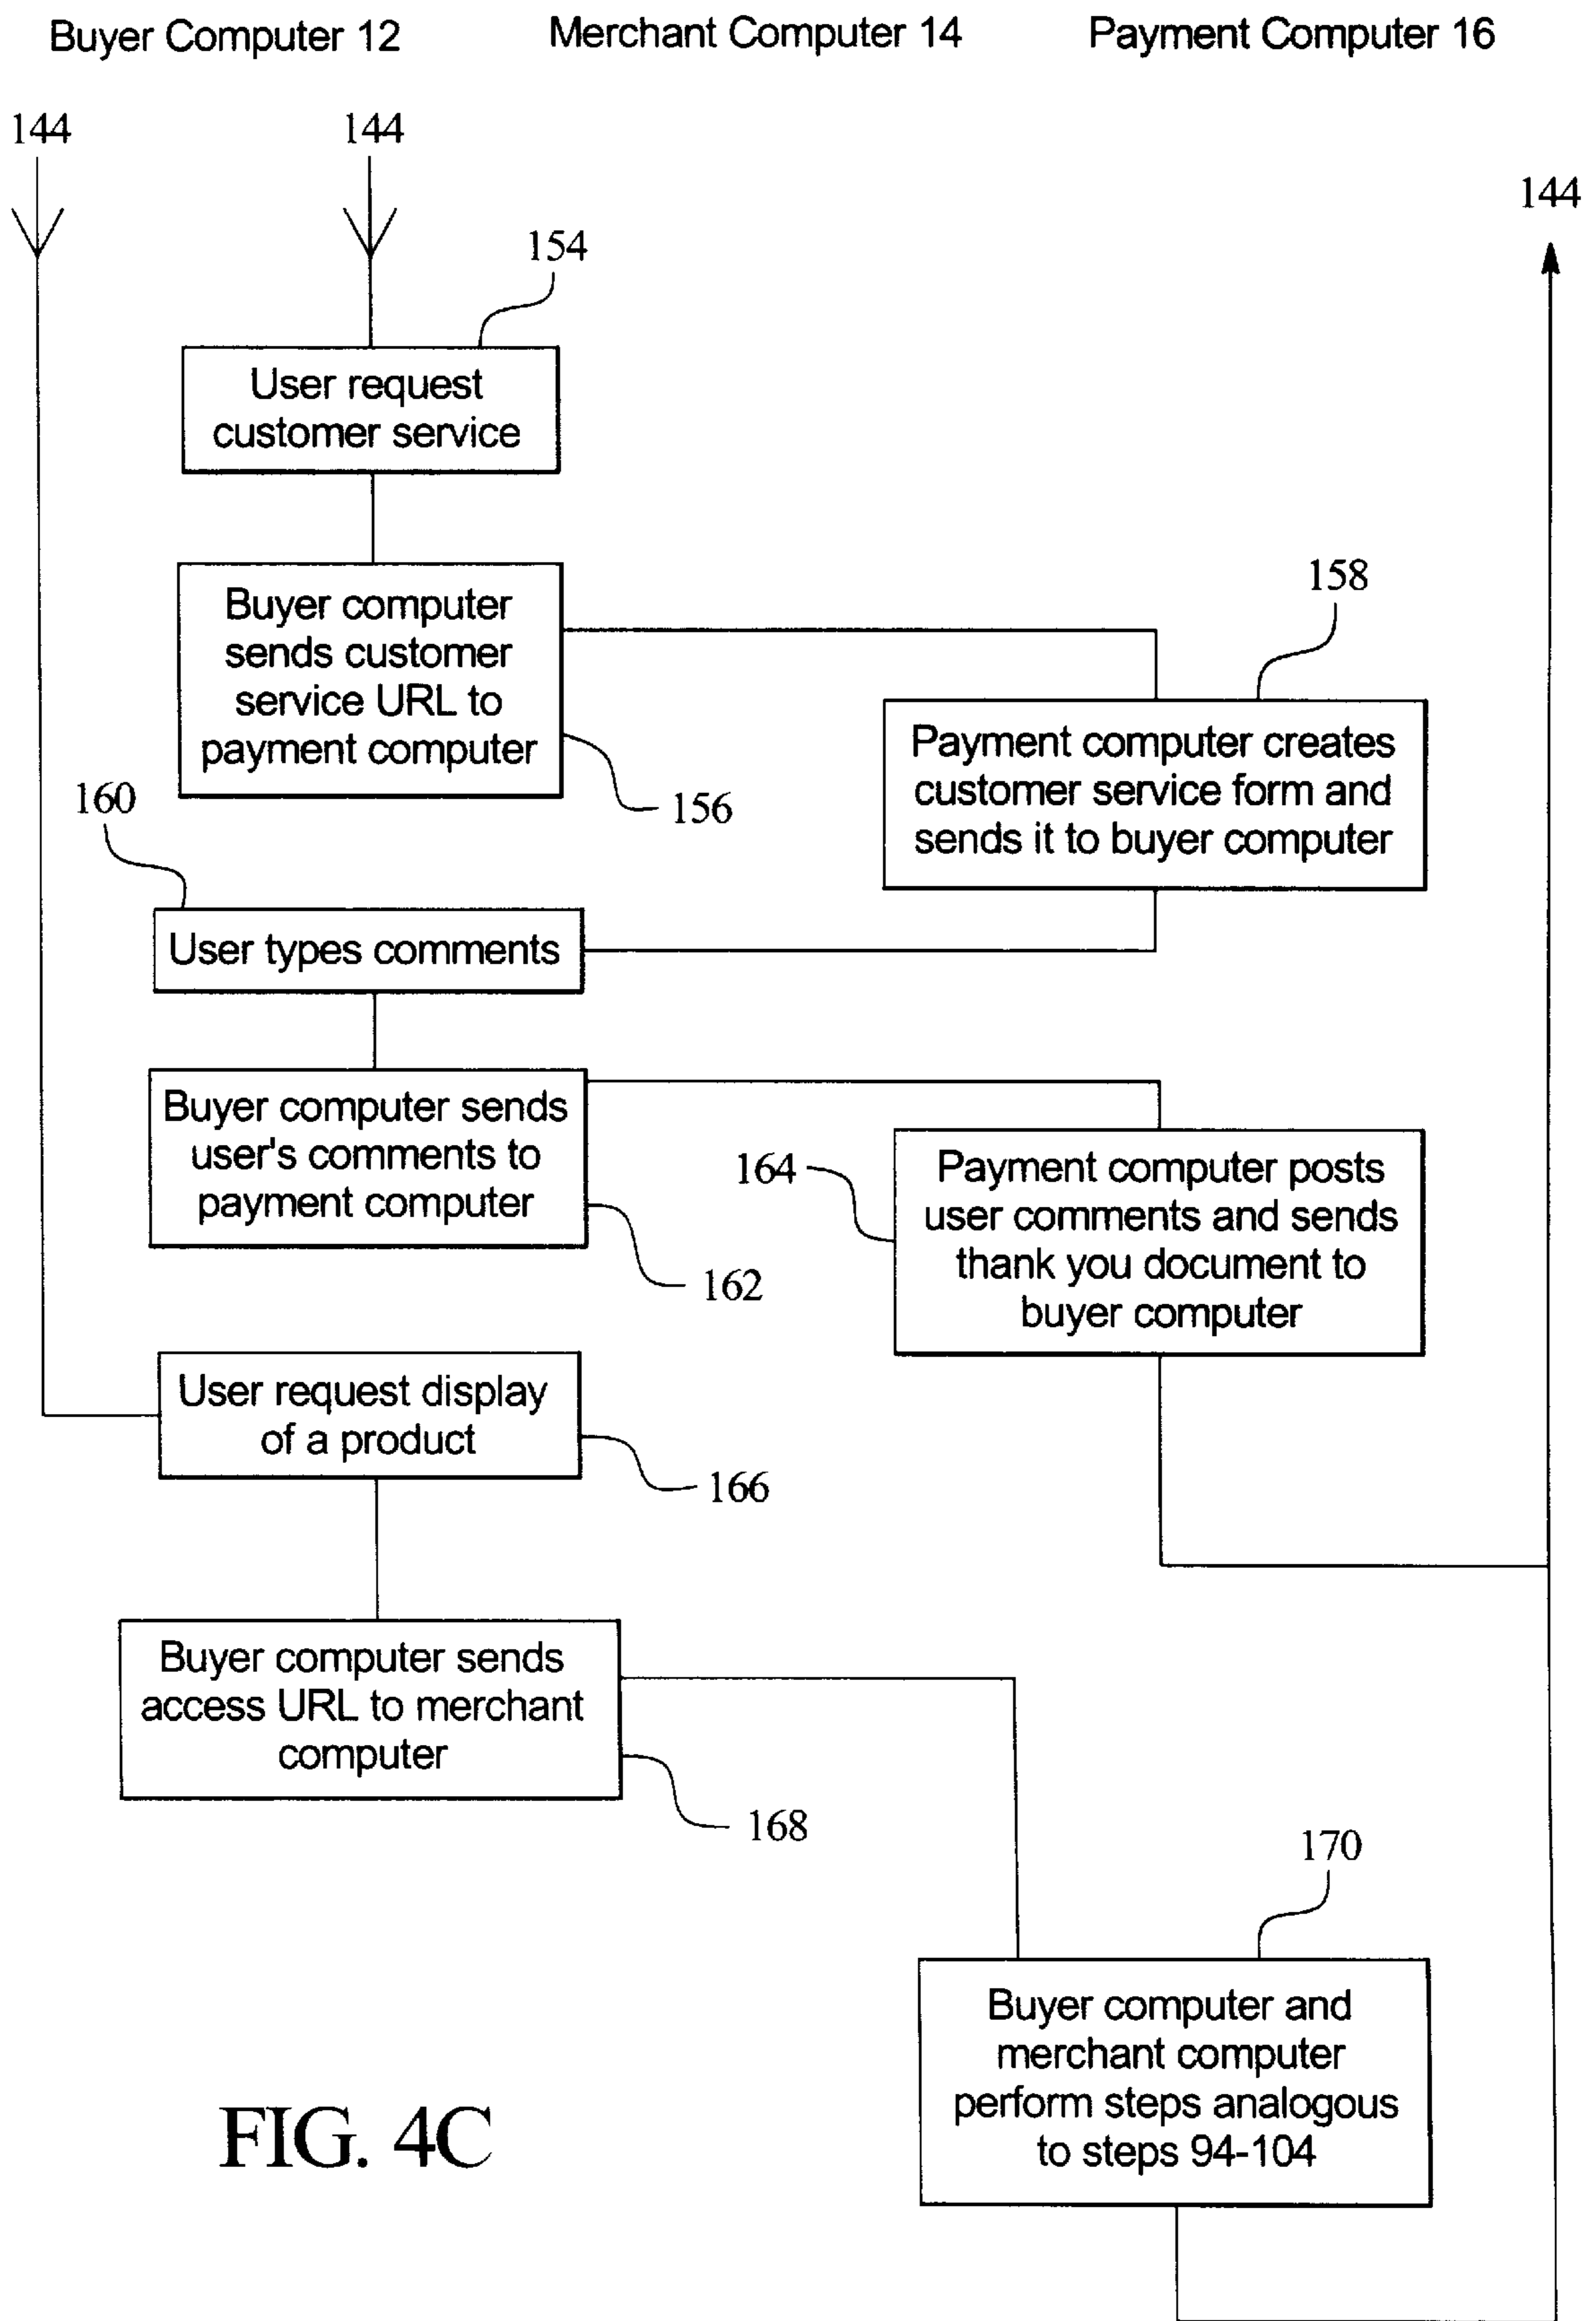 Buyer Computer 12 Merchant Computer 14 Payment Computer 16
144 144
144
154
User request
customer service
158
Buyer computer
sends customer
service URL to
payment computer
156
Payment computer creates
customer service form and
sends it to buyer computer
160
User types comments
Buyer computer sends
user's comments to
payment computer
162
164
Payment computer posts
user comments and sends
thank you document to
buyer computer
User request display
of a product
166
Buyer computer sends
access URL to merchant
computer
168
170
Buyer computer and
merchant computer
perform steps analogous
to steps 94-104
FIG. 4C